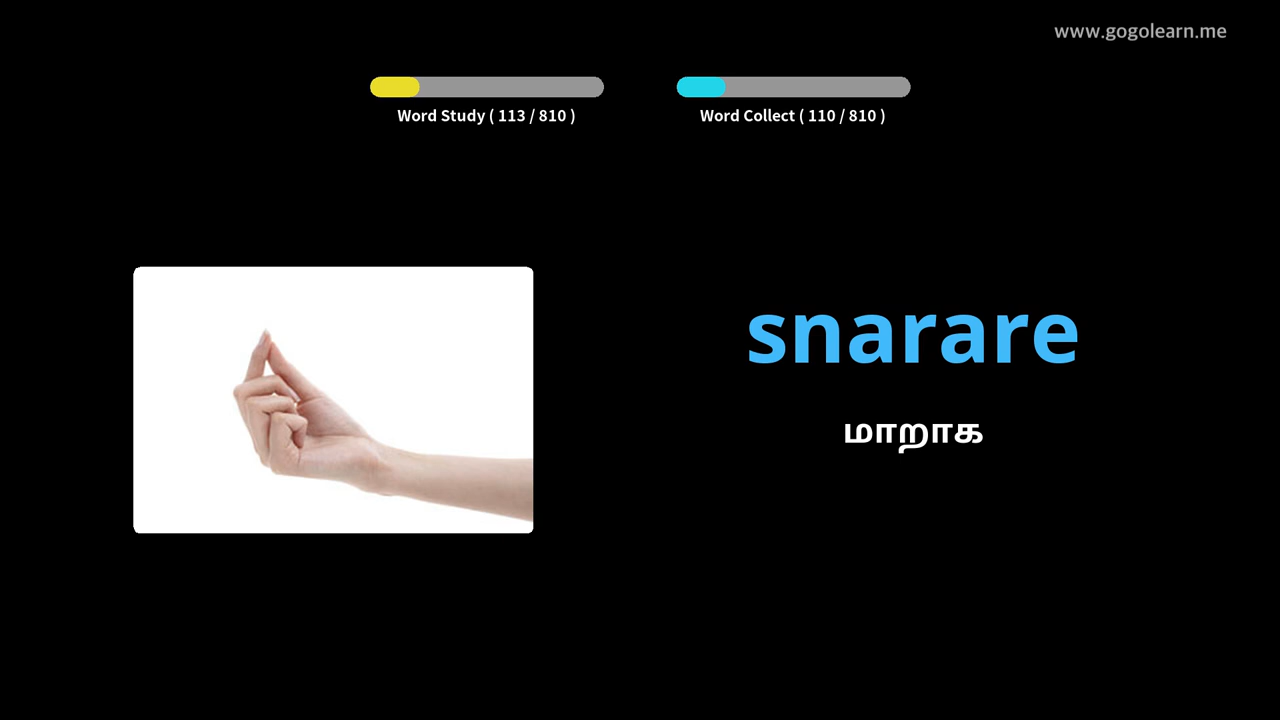 www.gogolearn.me
Word Study ( 113 / 810 )
Word Collect ( 110 / 810 )
snarare
மாறாக